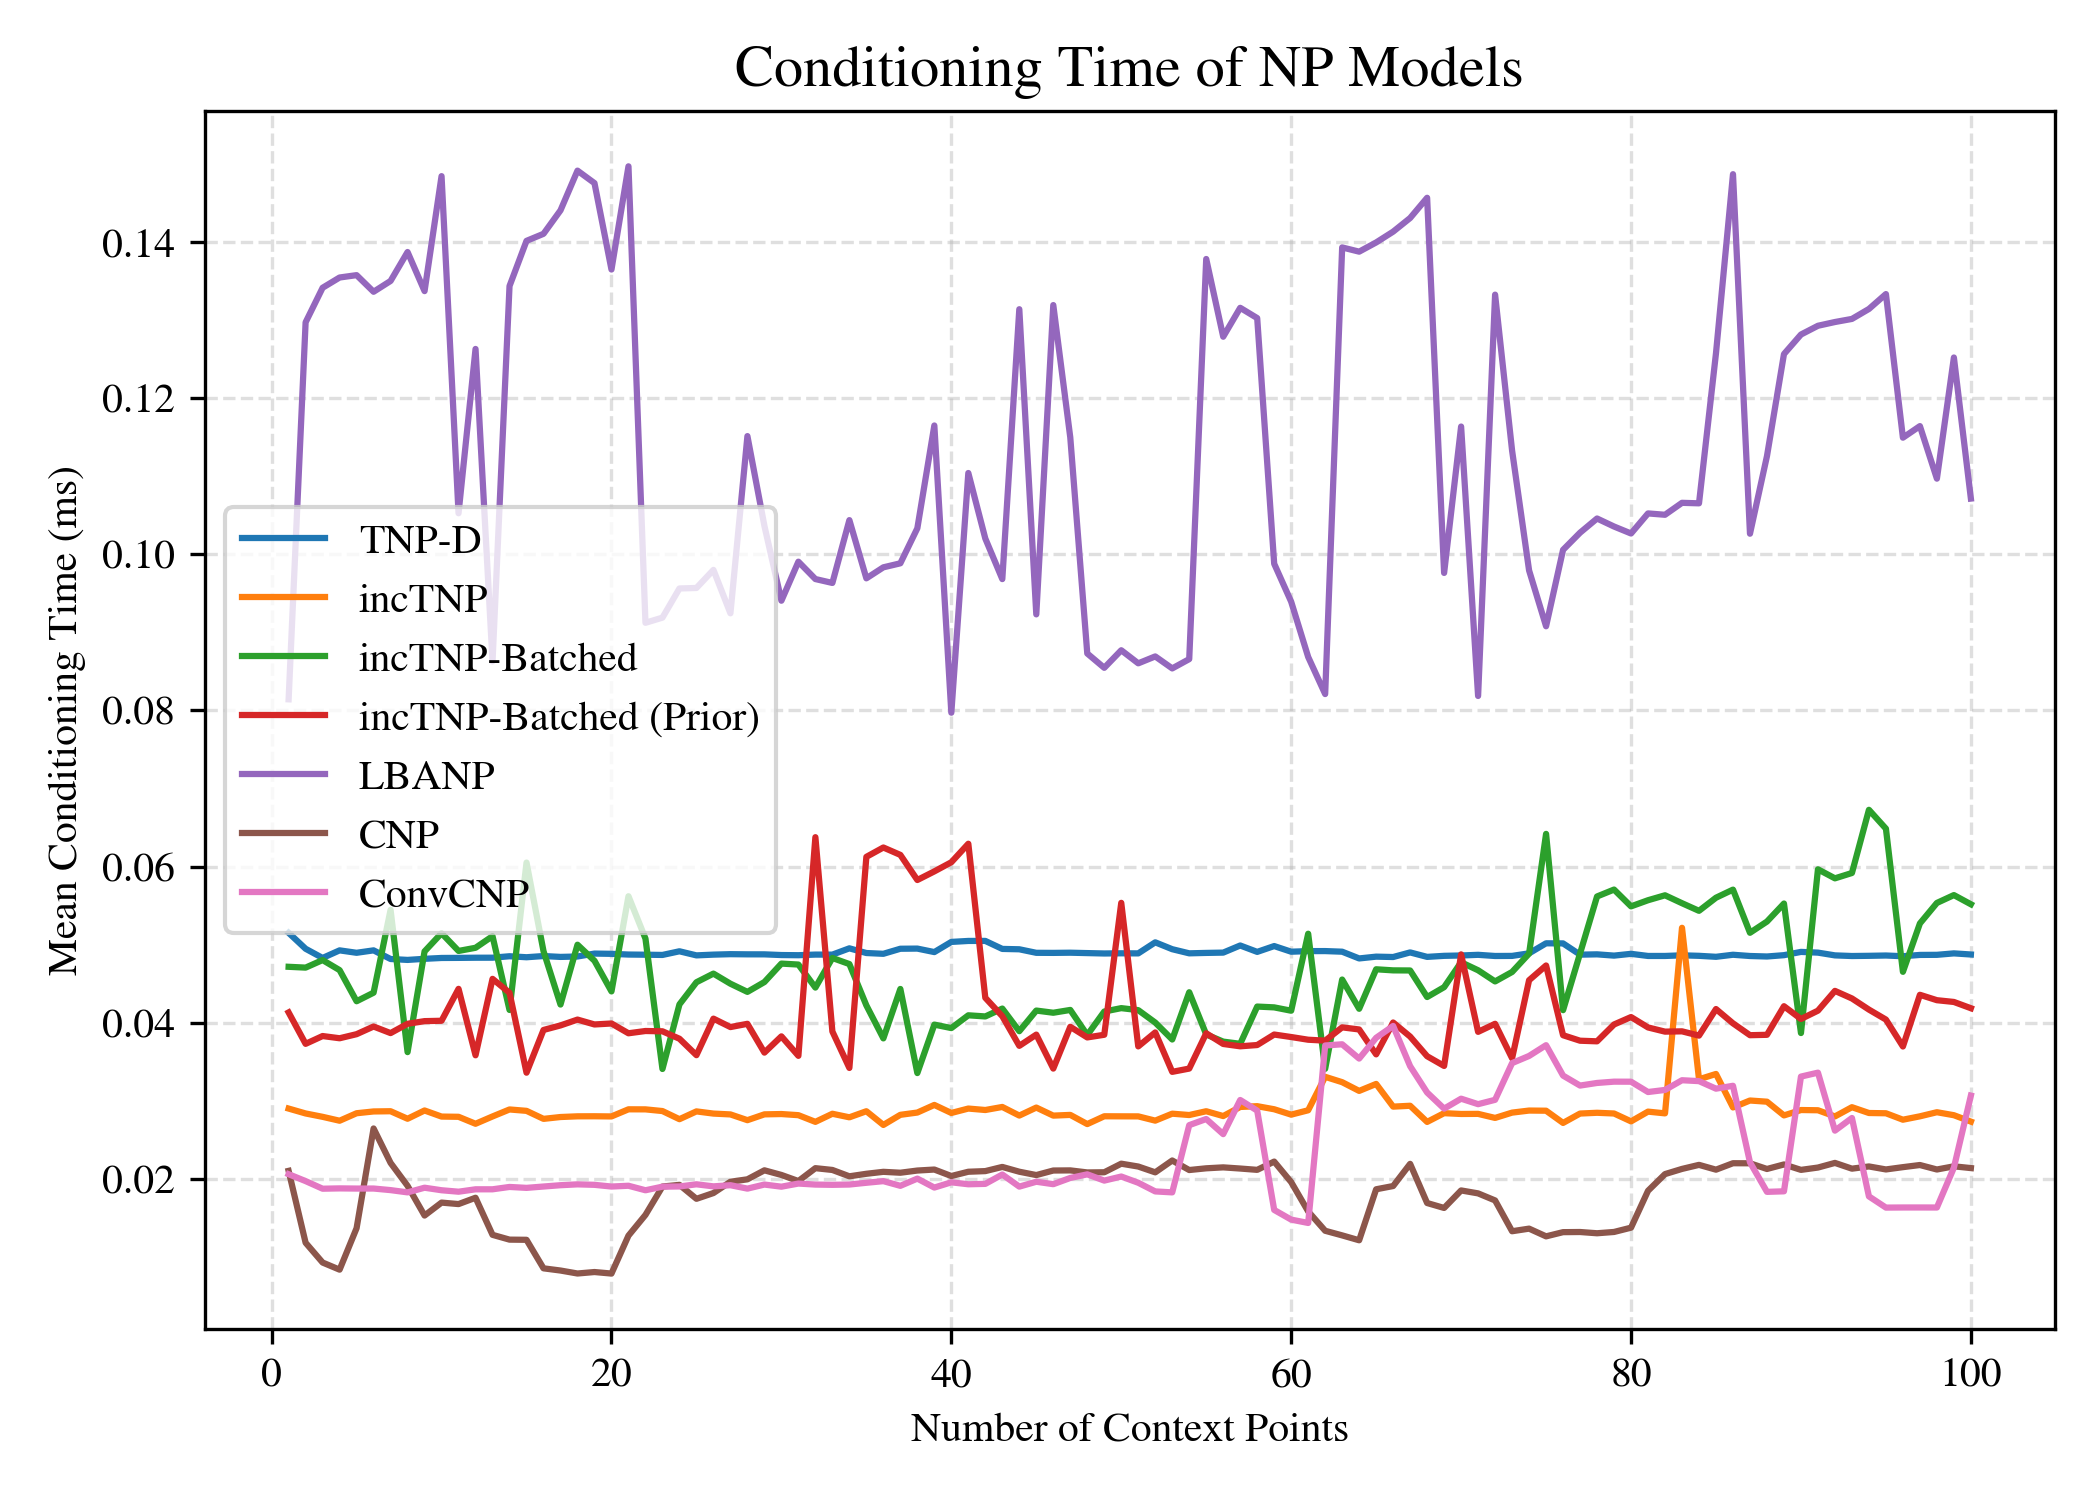 Conditioning Time of NP Models
Mean Conditioning Time (ms)
0.14
0.12
0.10
0.08
0.06
0.04
0.02
TNP-D
incTNP
incTNP-Batched
incTNP-Batched (Prior)
LBANP
CNP
ConvCNP
0 20 40 60 80 100
Number of Context Points